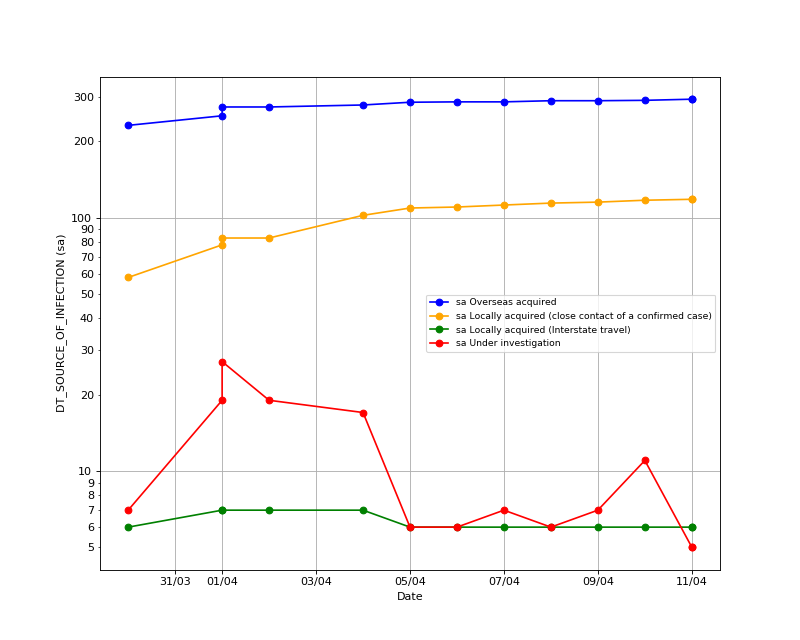 300
200
100
90
80
70
60
50
40
30
20
10
9
8
7
6
5
DT_SOURCE_OF_INFECTION (sa)
sa Overseas acquired
sa Locally acquired (close contact of a confirmed case)
sa Locally acquired (Interstate travel)
sa Under investigation
31/03 01/04 03/04 05/04 07/04 09/04 11/04
Date